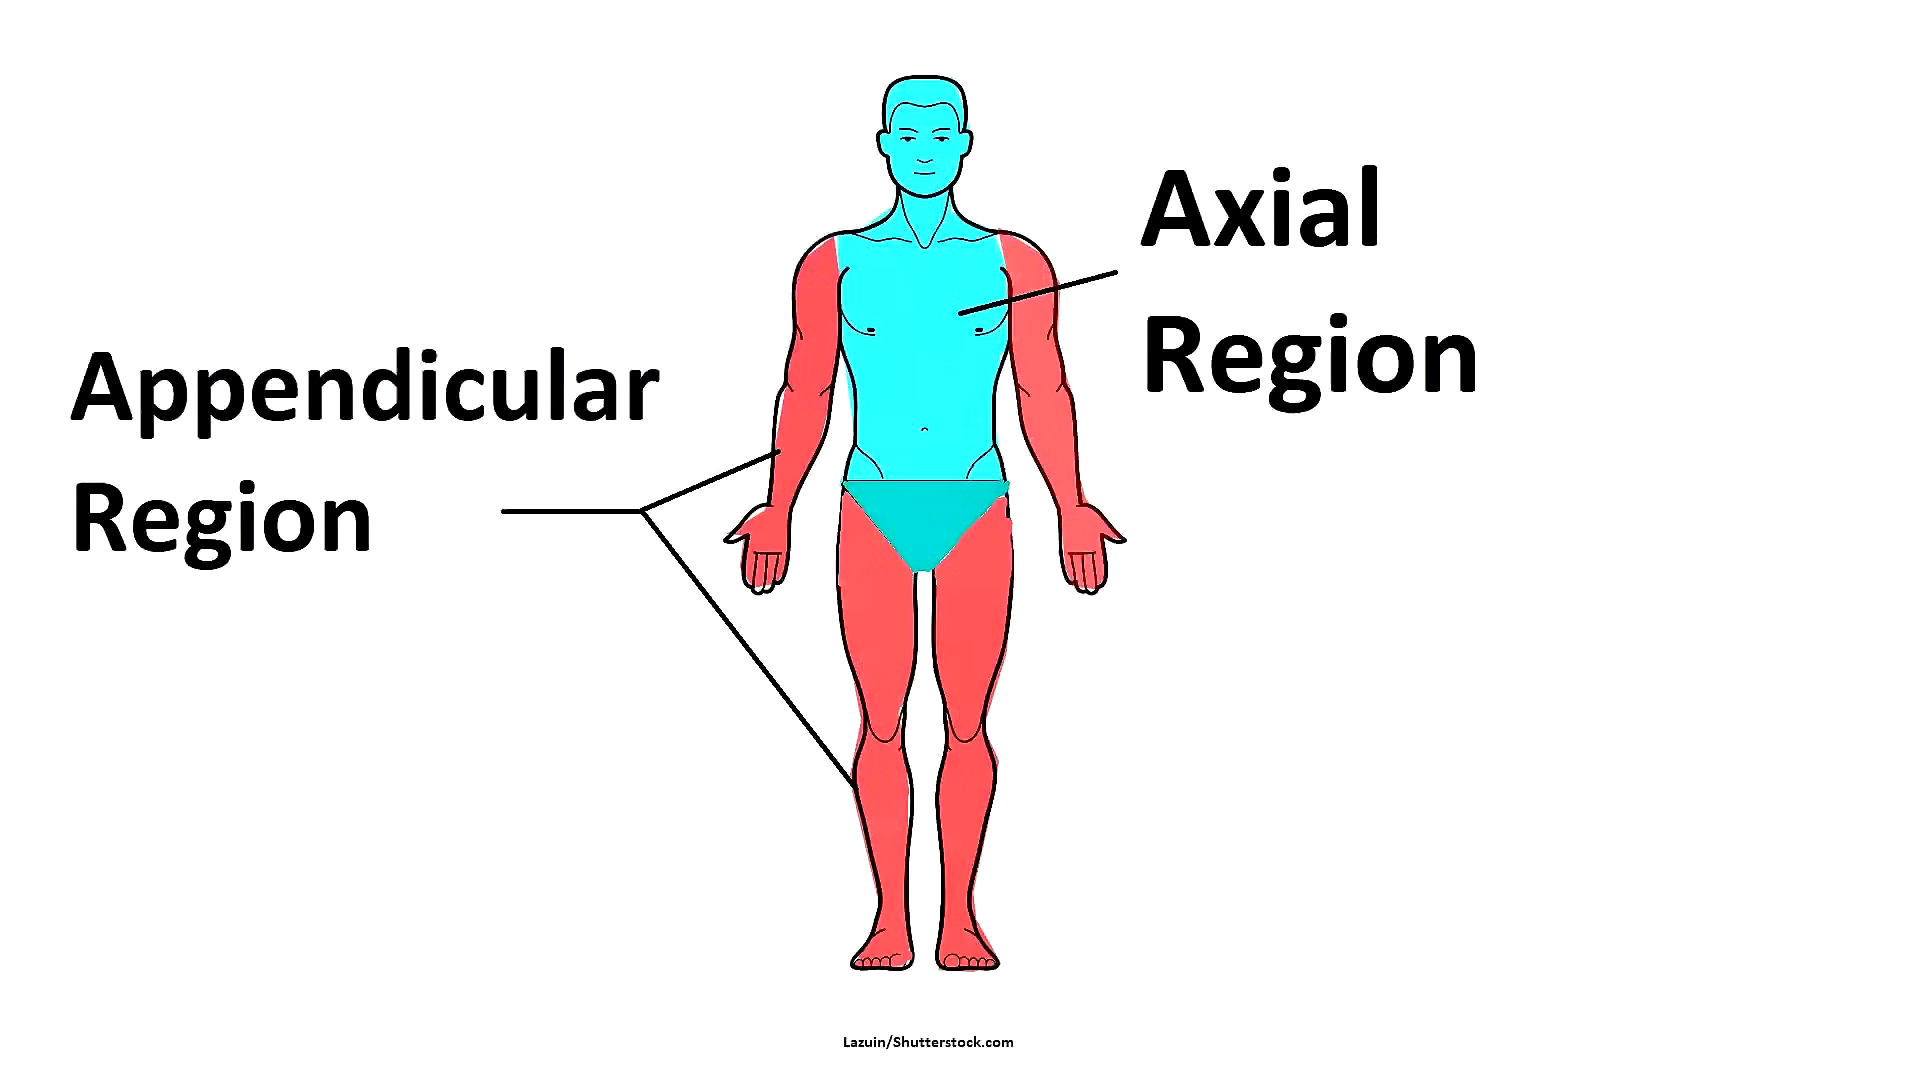 Axial
Region
Appendicular
Region
Lazuin/Shutterstock.com